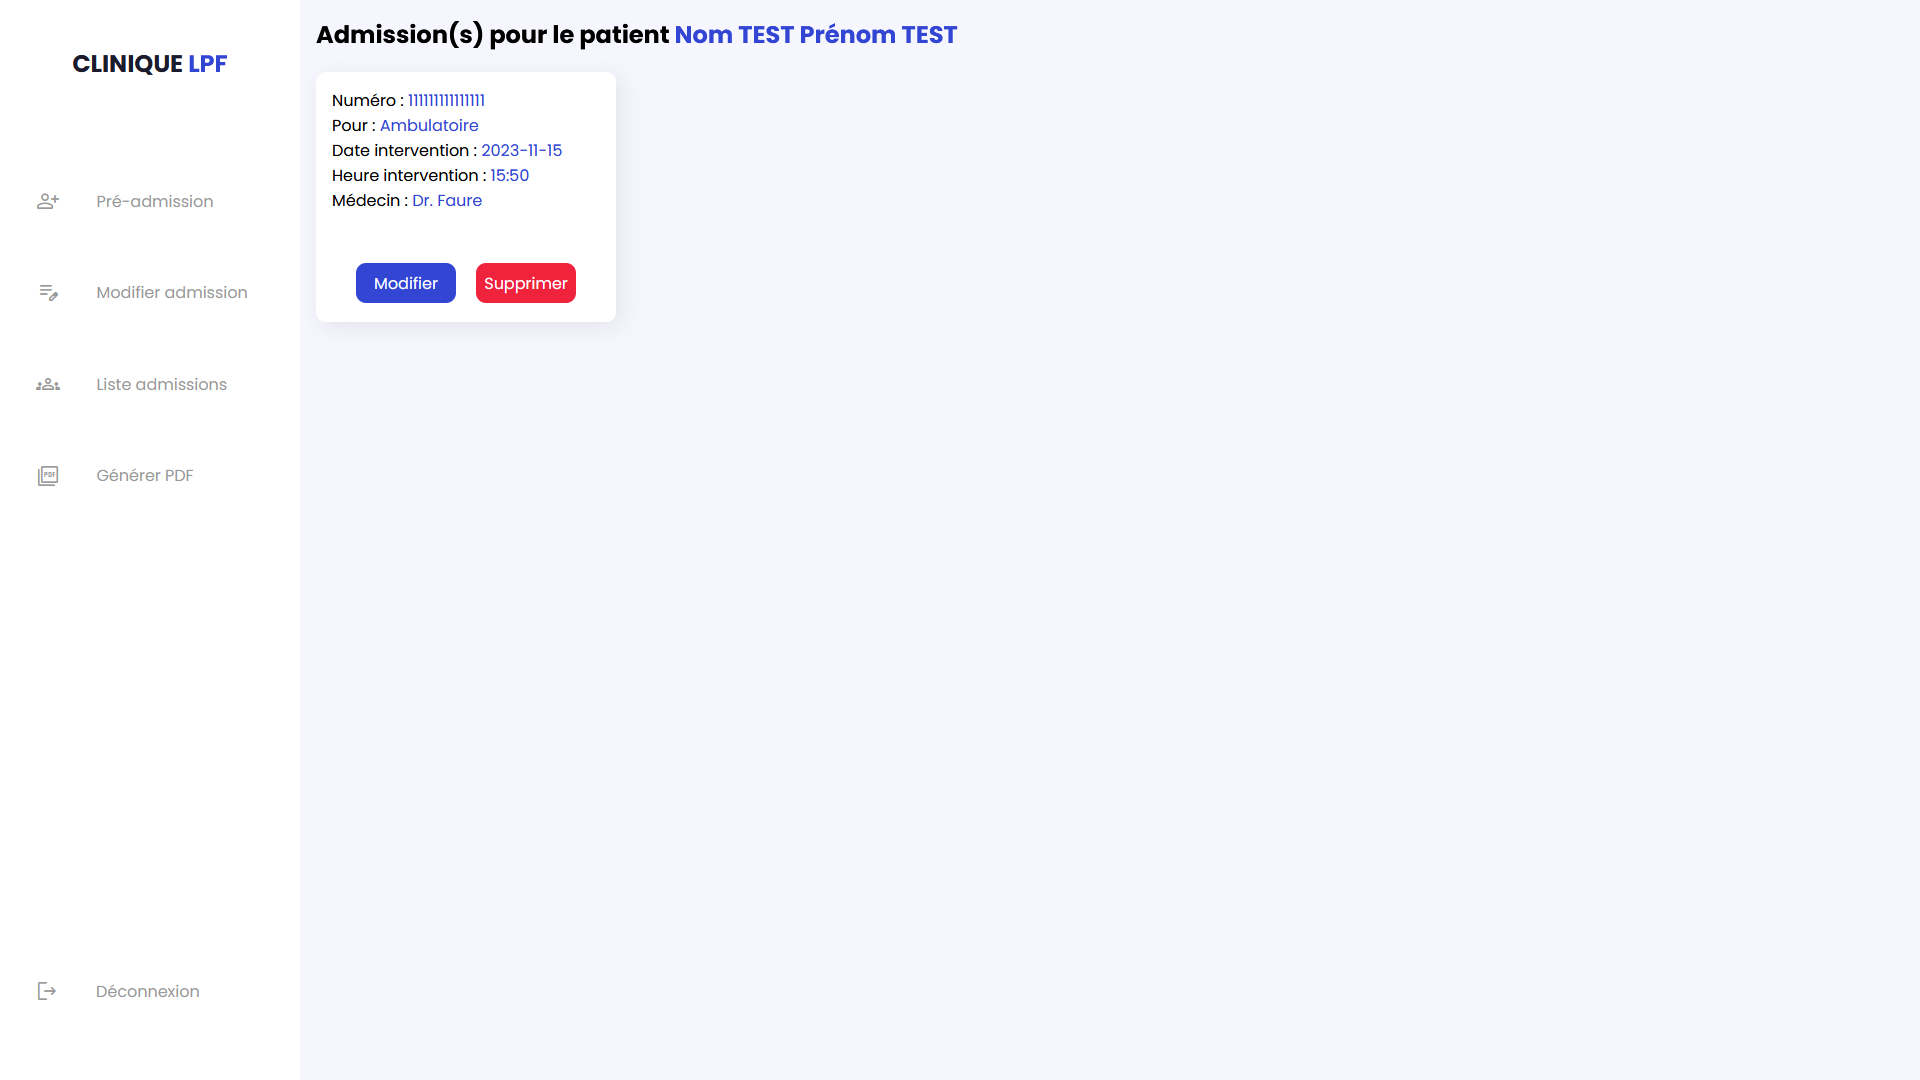 CLINIQUE LPF
Pré-admission
Modifier admission
Liste admissions
PDF
Générer PDF
Déconnexion
Admission(s) pour le patient Nom TEST Prénom TEST
Numéro : 111111111111111
Pour : Ambulatoire
Date intervention : 2023-11-15
Heure intervention : 15:50
Médecin : Dr. Faure
Modifier
Supprimer